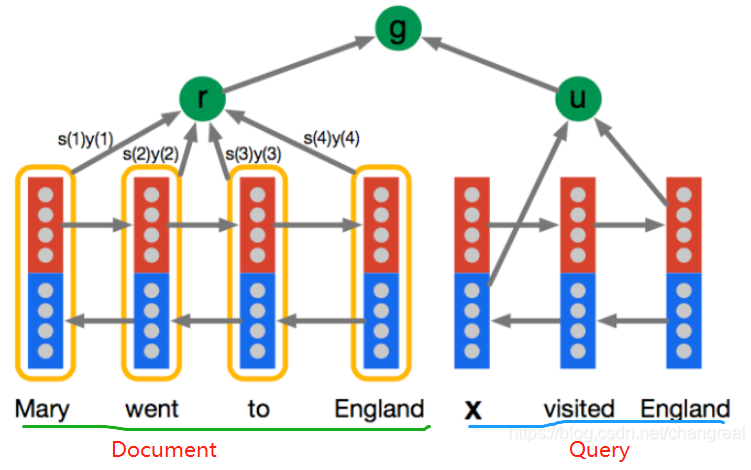 g
r
u
s(1)y(1)
s(2)y(2)
s(3)y(3)
s(4)y(4)
Mary went to England
x visited England
Document
Query
https://blog.csdn.net/changreal